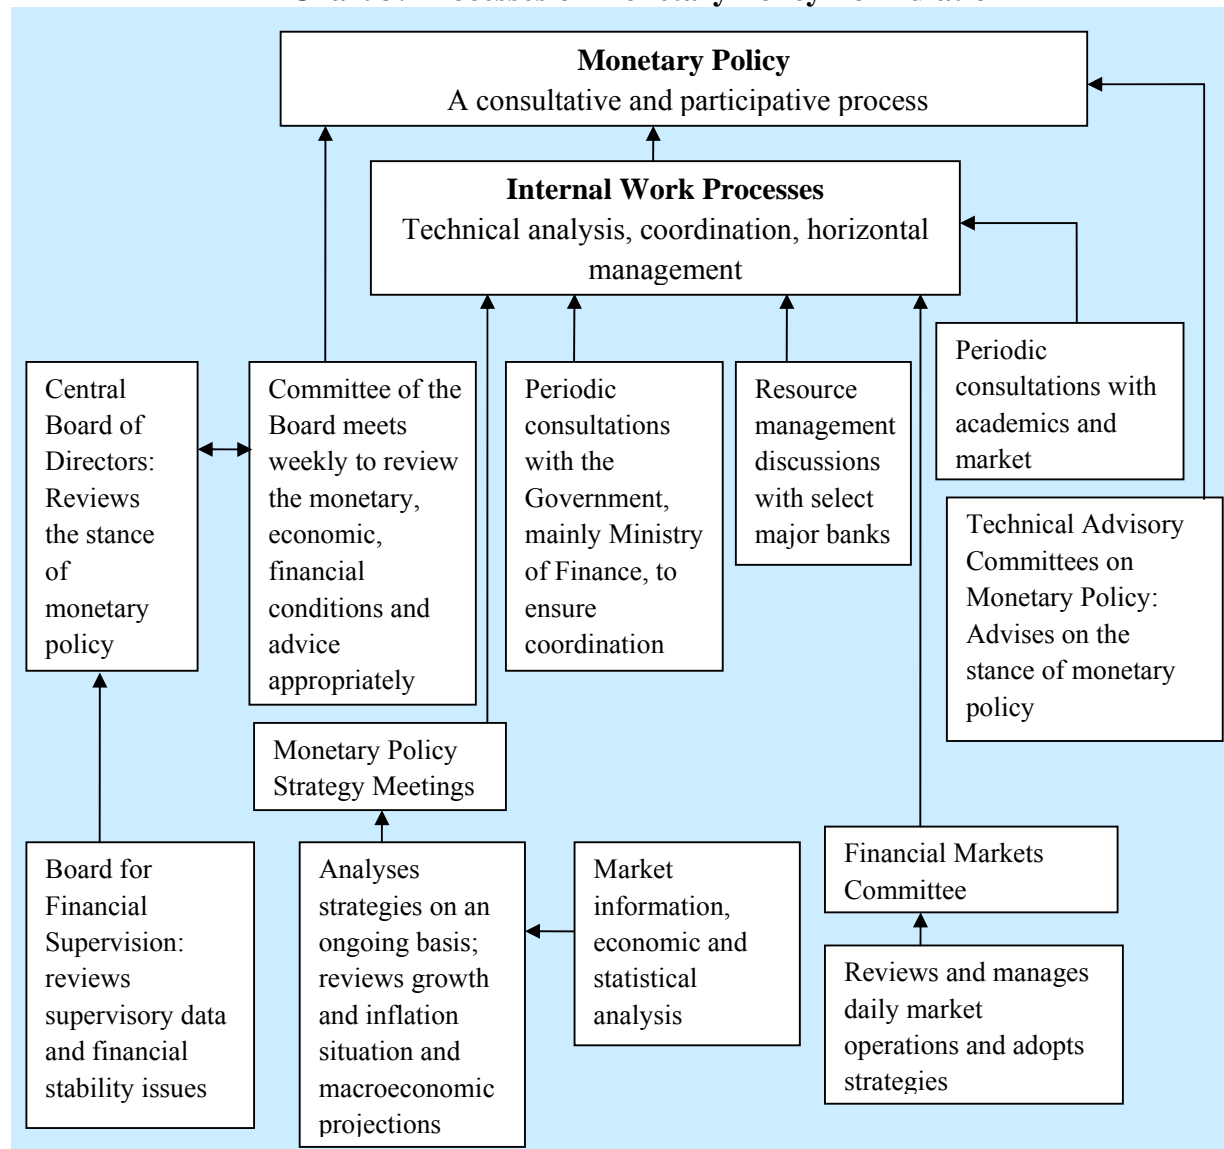 Monetary Policy
A consultative and participative process
Internal Work Processes
Technical analysis, coordination, horizontal
management
Central
Board of
Directors:
Reviews
the stance
of
monetary
policy
Committee of the
Board meets
weekly to review
the monetary,
economic,
financial
conditions and
advice
appropriately
Periodic
consultations
with the
Government,
mainly Ministry
of Finance, to
ensure
coordination
Resource
management
discussions
with select
major banks
Periodic
consultations with
academics and
market
Technical Advisory
Committees on
Monetary Policy:
Advises on the
stance of monetary
policy
Monetary Policy
Strategy Meetings
Board for
Financial
Supervision:
reviews
supervisory data
and financial
stability issues
Analyses
strategies on an
ongoing basis;
reviews growth
and inflation
situation and
macroeconomic
projections
Market
information,
economic and
statistical
analysis
Financial Markets
Committee
Reviews and manages
daily market
operations and adopts
strategies